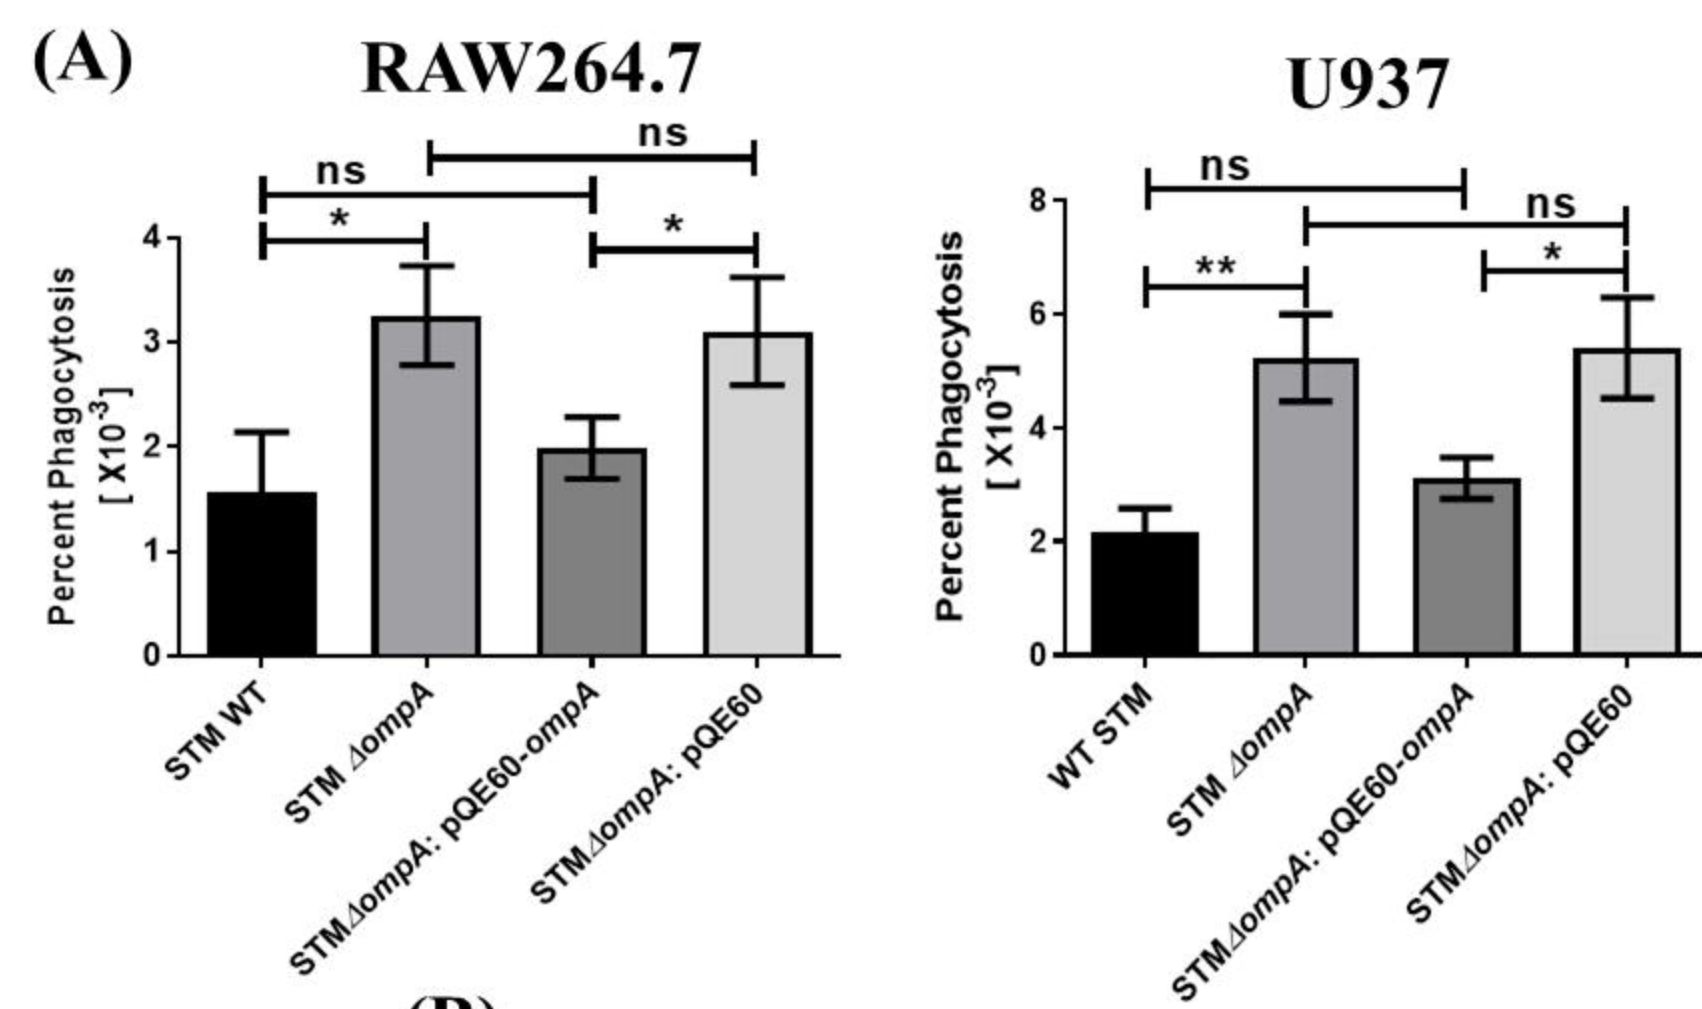 (A)
RAW264.7
ns
ns
*
*
Percent Phagocytosis
[ X10-3]
4
3
2
1
0
STM WT
STM ΔompA
STMΔompA: pQE60-ompA
STMΔompA: pQE60
U937
ns
ns
**
*
Percent Phagocytosis
[ X10-3]
8
6
4
2
0
WT STM
STM ΔompA
STMΔompA: pQE60-ompA
STMΔompA: pQE60